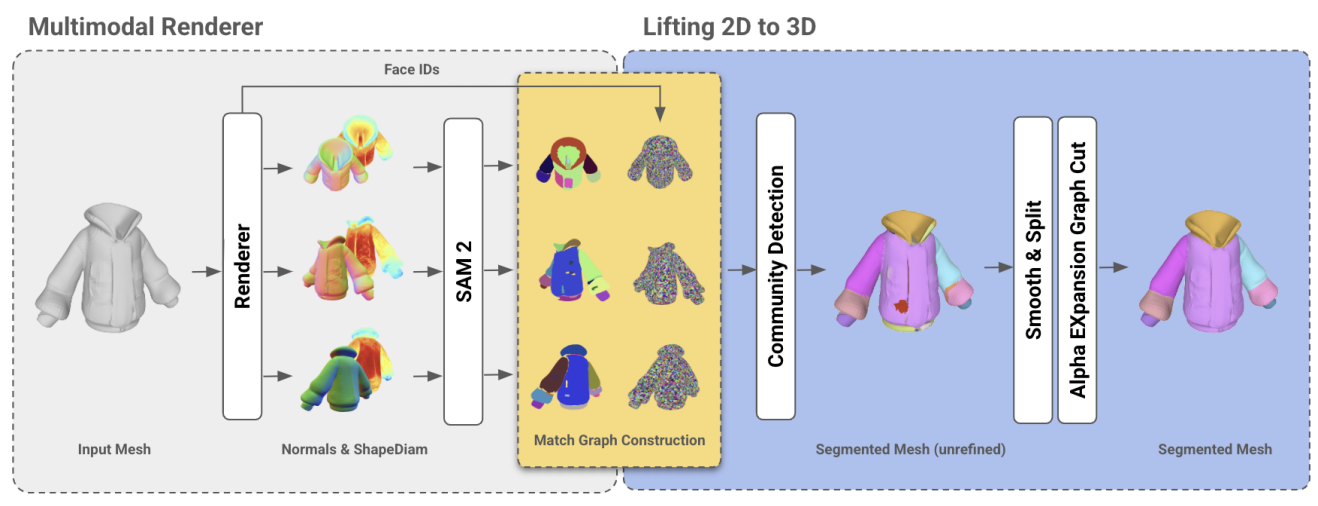 Multimodal Renderer
Lifting 2D to 3D
Face IDs
Renderer
SAM 2
Community Detection
Smooth & Split
Alpha EXpansion Graph Cut
Input Mesh
Normals & ShapeDiam
Match Graph Construction
Segmented Mesh (unrefined)
Segmented Mesh